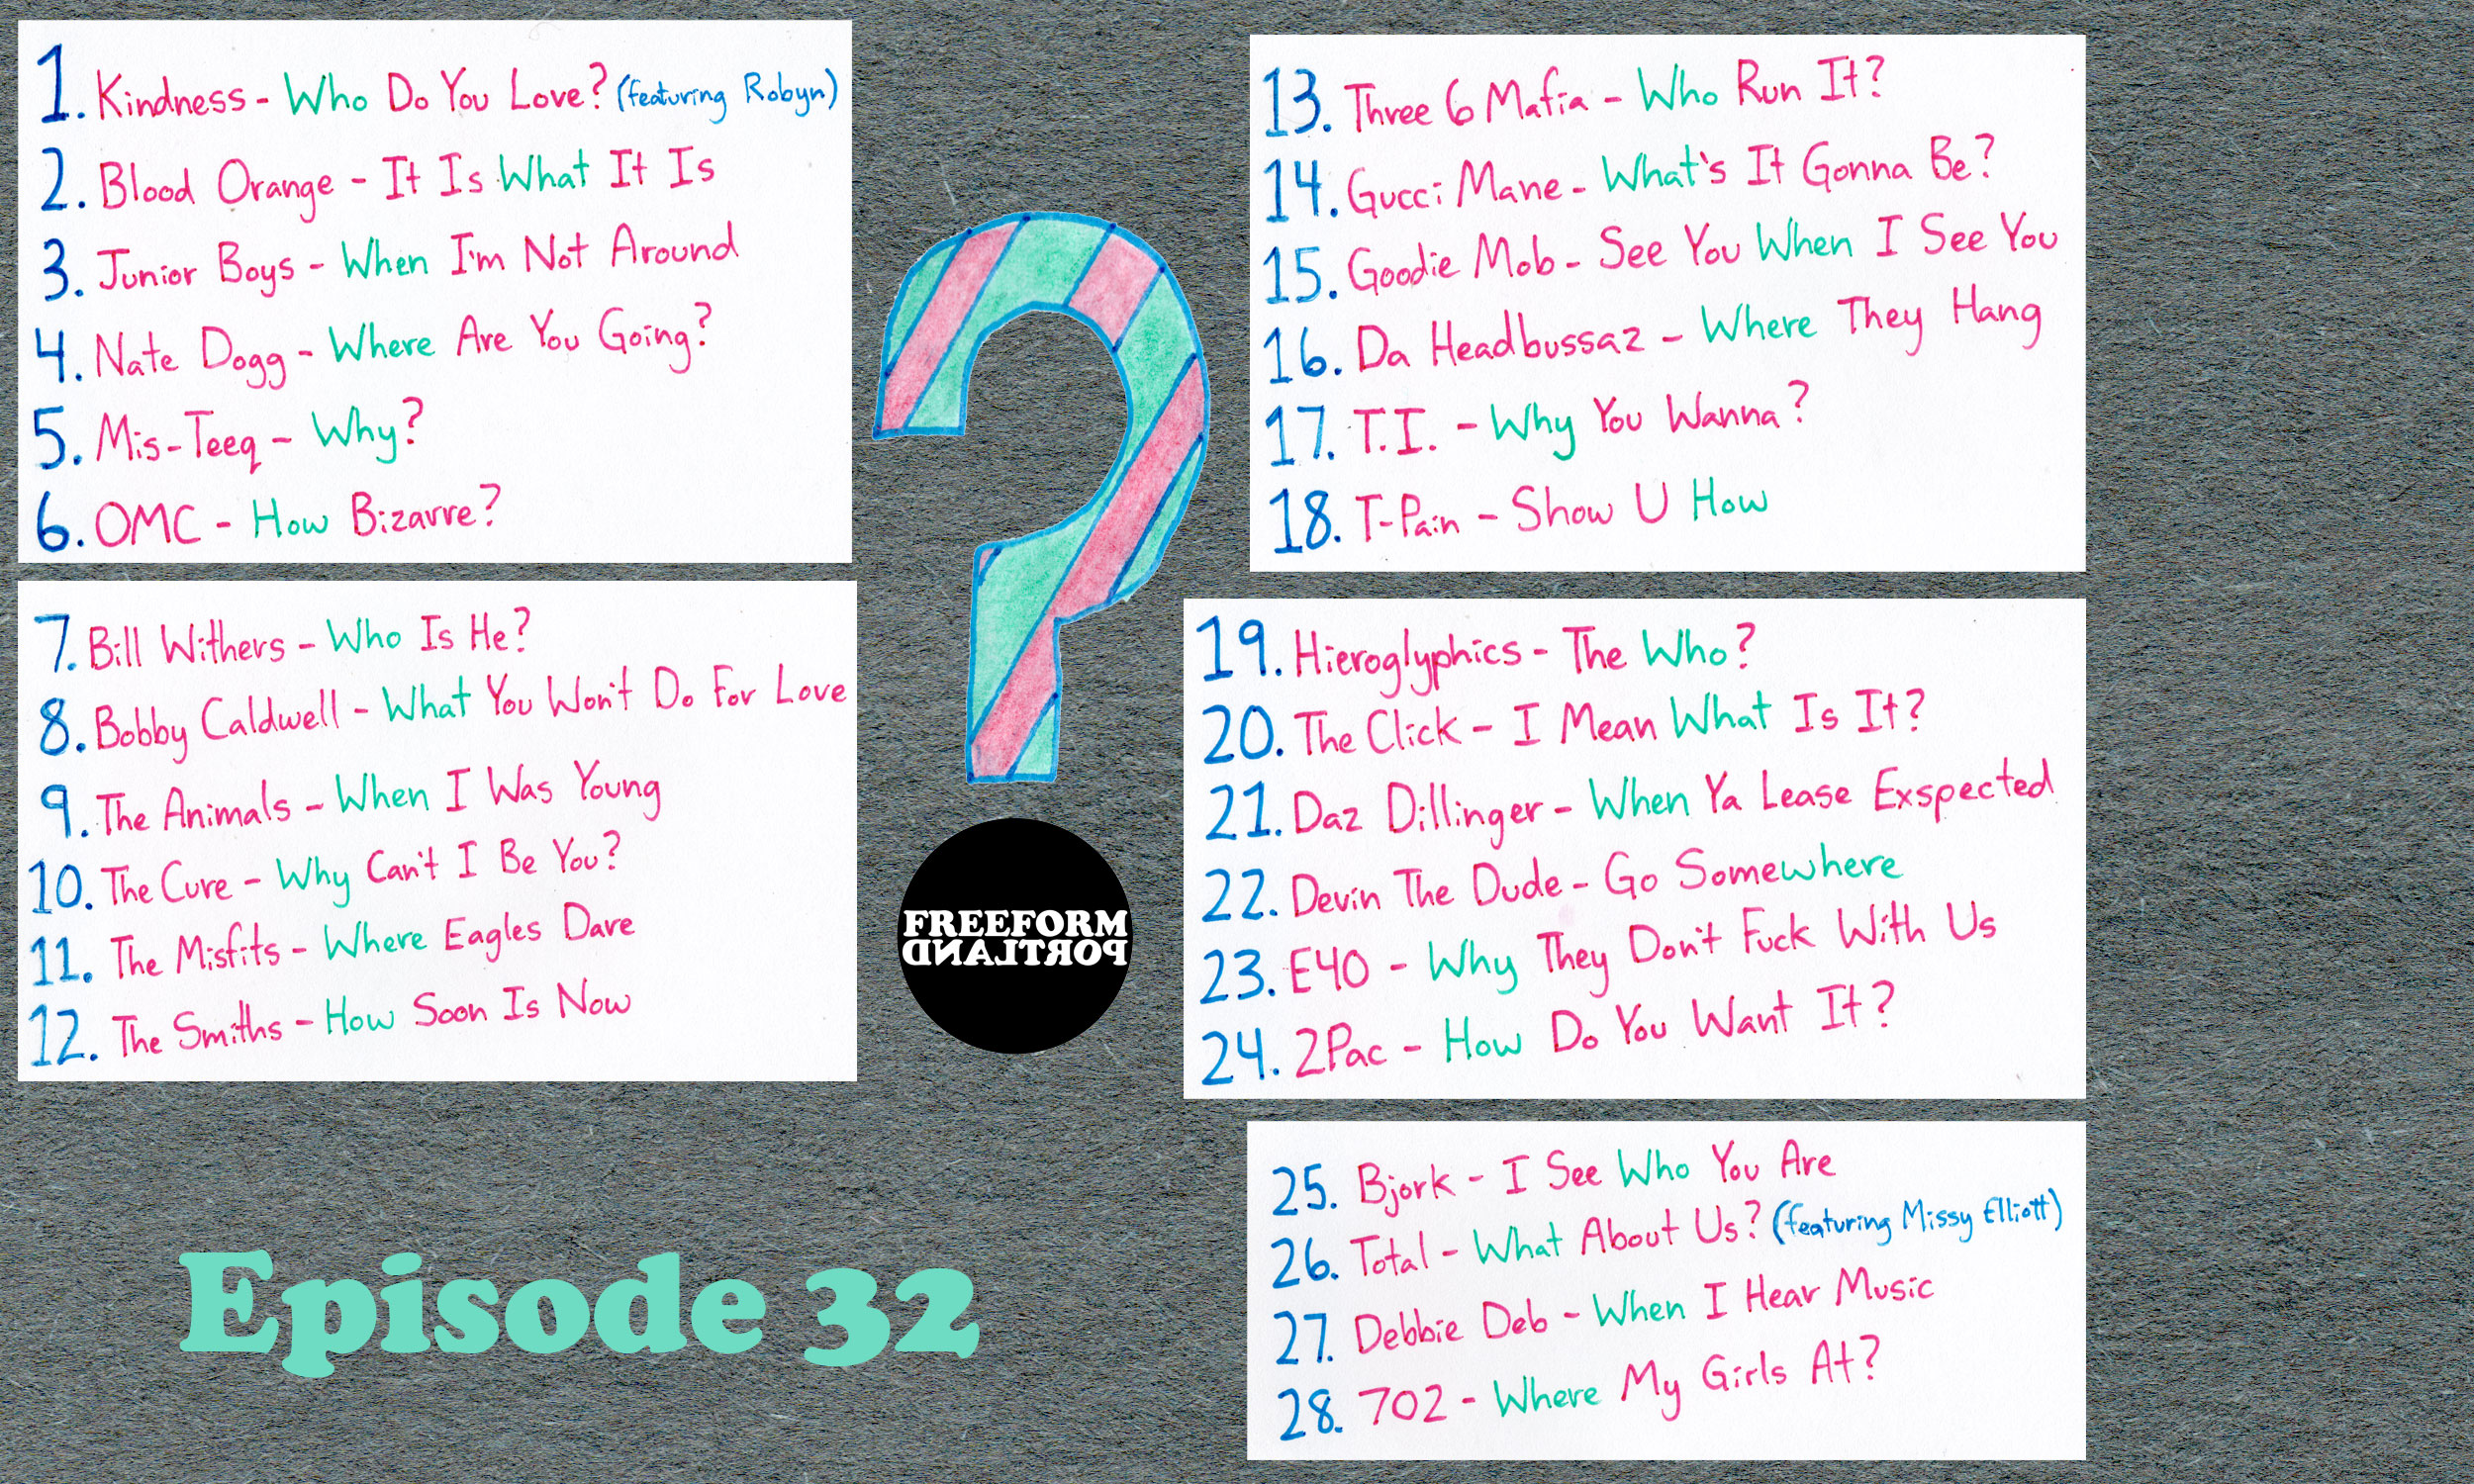 1. Kindness - Who Do You Love? (featuring Robyn)
2. Blood Orange - It Is What It Is
3. Junior Boys - When I'm Not Around
4. Nate Dogg - Where Are You Going?
5. Mis-Teeq - Why?
6. OMC - How Bizarre?
7. Bill Withers - Who Is He?
8. Bobby Caldwell - What You Won't Do For Love
9. The Animals - When I Was Young
10. The Cure - Why Can't I Be You?
11. The Misfits - Where Eagles Dare
12. The Smiths - How Soon Is Now
?
FREEFORM
PORTLAND
13. Three 6 Mafia - Who Run It?
14. Gucci Mane - What's It Gonna Be?
15. Goodie Mob - See You When I See You
16. Da Headbussaz - Where They Hang
17. T.I. - Why You Wanna?
18. T-Pain - Show U How
19. Hieroglyphics - The Who?
20. The Click - I Mean What Is It?
21. Daz Dillinger - When Ya Lease Exspected
22. Devin The Dude - Go Somewhere
23. E40 - Why They Don't Fuck With Us
24. 2Pac - How Do You Want It?
25. Bjork - I See Who You Are
26. Total - What About Us? (featuring Missy Elliott)
27. Debbie Deb - When I Hear Music
28. 702 - Where My Girls At?
Episode 32